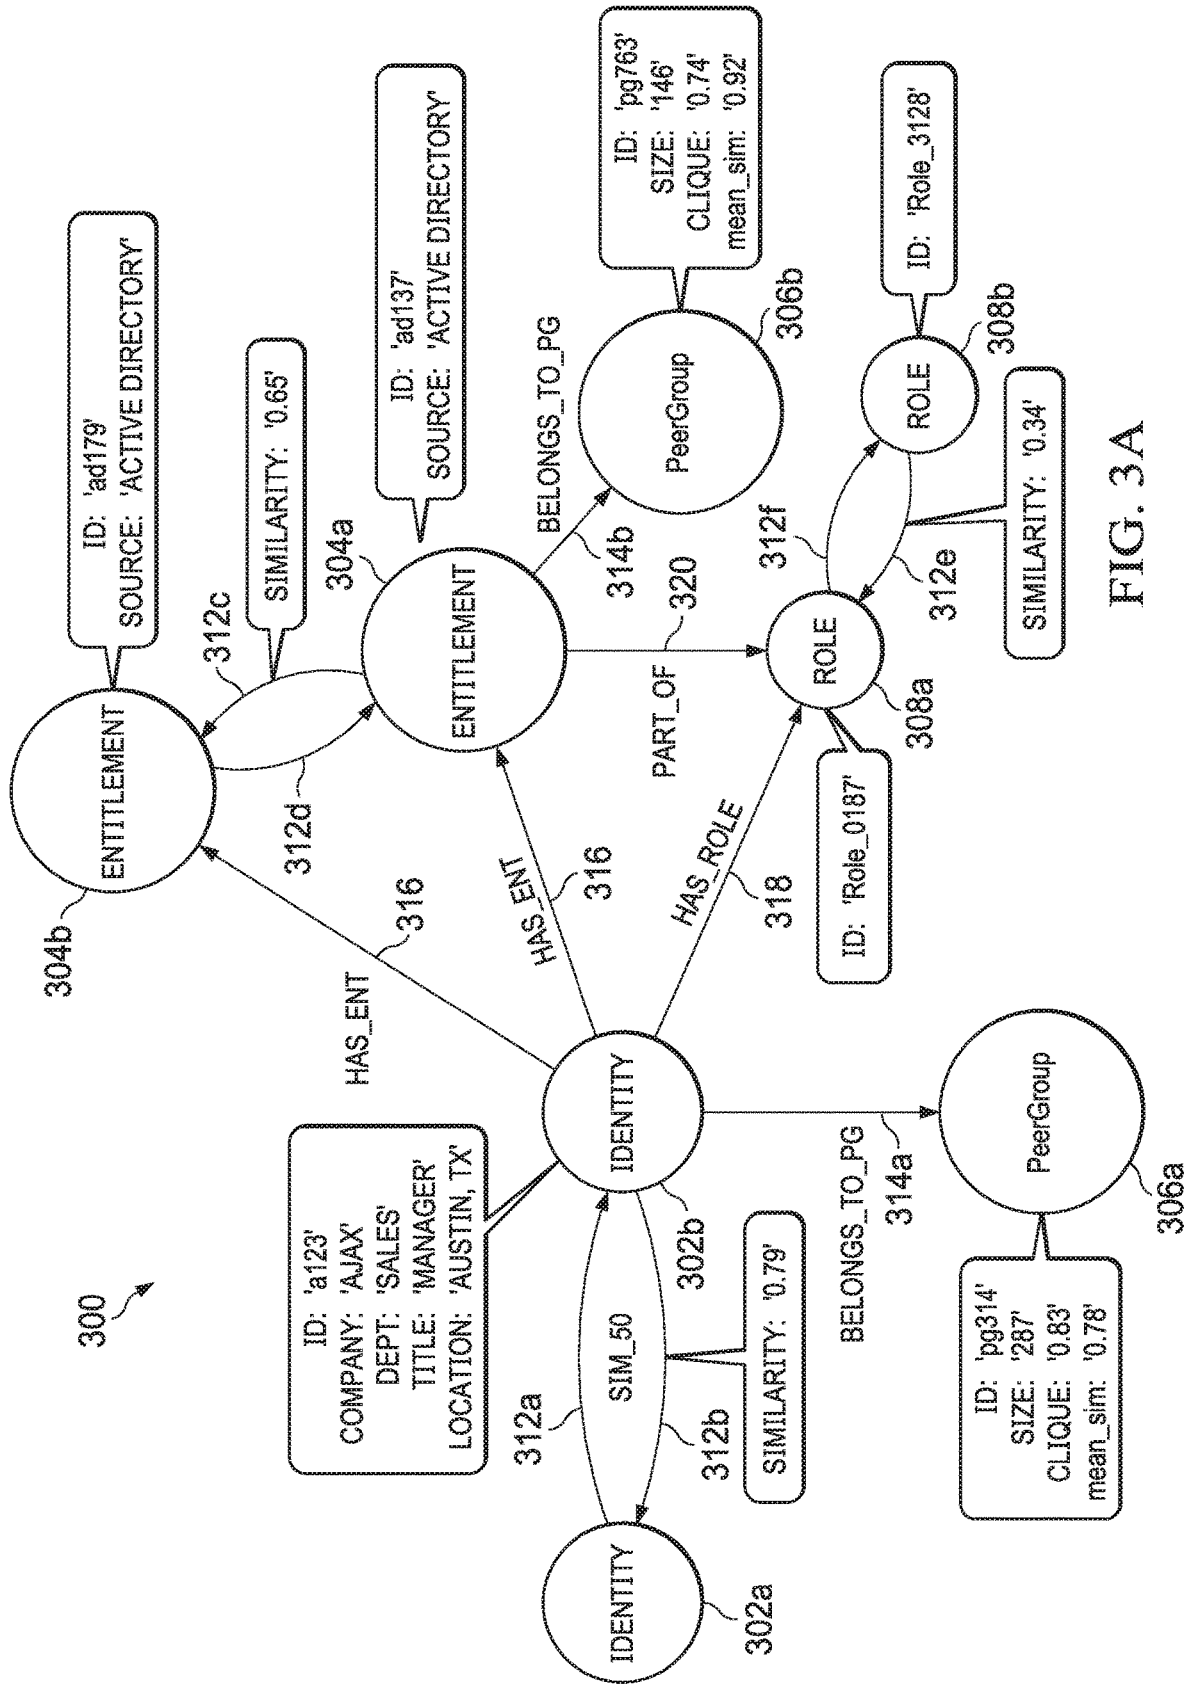 300
ID: 'a123'
COMPANY: 'AJAX'
DEPT: 'SALES'
TITLE: 'MANAGER'
LOCATION: 'AUSTIN, TX'
304b
ENTITLEMENT
ID: 'ad179'
SOURCE: 'ACTIVE DIRECTORY'
HAS_ENT
316
312d
312c
SIMILARITY: '0.65'
304a
ENTITLEMENT
ID: 'ad137'
SOURCE: 'ACTIVE DIRECTORY'
HAS_ENT
316
BELONGS_TO_PG
314b
PeerGroup
306b
ID: 'pg763'
SIZE: '146'
CLIQUE: '0.74'
mean_sim: '0.92'
PART_OF
320
312a
SIM_50
312b
IDENTITY
302a
IDENTITY
302b
SIMILARITY: '0.79'
HAS_ROLE
318
ROLE
308a
ID: 'Role_0187'
312f
312e
ROLE
308b
ID: 'Role_3128'
SIMILARITY: '0.34'
BELONGS_TO_PG
314a
PeerGroup
306a
ID: 'pg314'
SIZE: '287'
CLIQUE: '0.83'
mean_sim: '0.78'
FIG. 3A